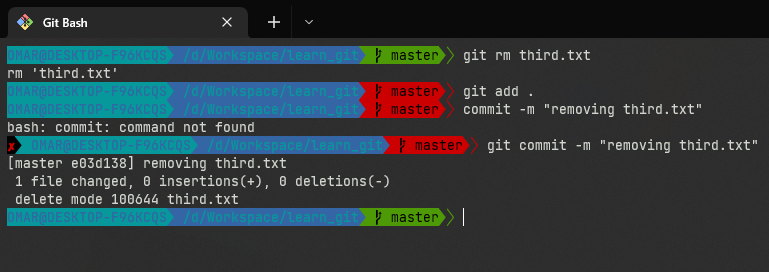 Git Bash
OMAR@DESKTOP-F96KCQS /d/Workspace/learn_git master git rm third.txt
rm 'third.txt'
OMAR@DESKTOP-F96KCQS /d/Workspace/learn_git master git add .
OMAR@DESKTOP-F96KCQS /d/Workspace/learn_git master commit -m "removing third.txt"
bash: commit: command not found
✘ OMAR@DESKTOP-F96KCQS /d/Workspace/learn_git master git commit -m "removing third.txt"
[master e03d138] removing third.txt
1 file changed, 0 insertions(+), 0 deletions(-)
delete mode 100644 third.txt
OMAR@DESKTOP-F96KCQS /d/Workspace/learn_git master